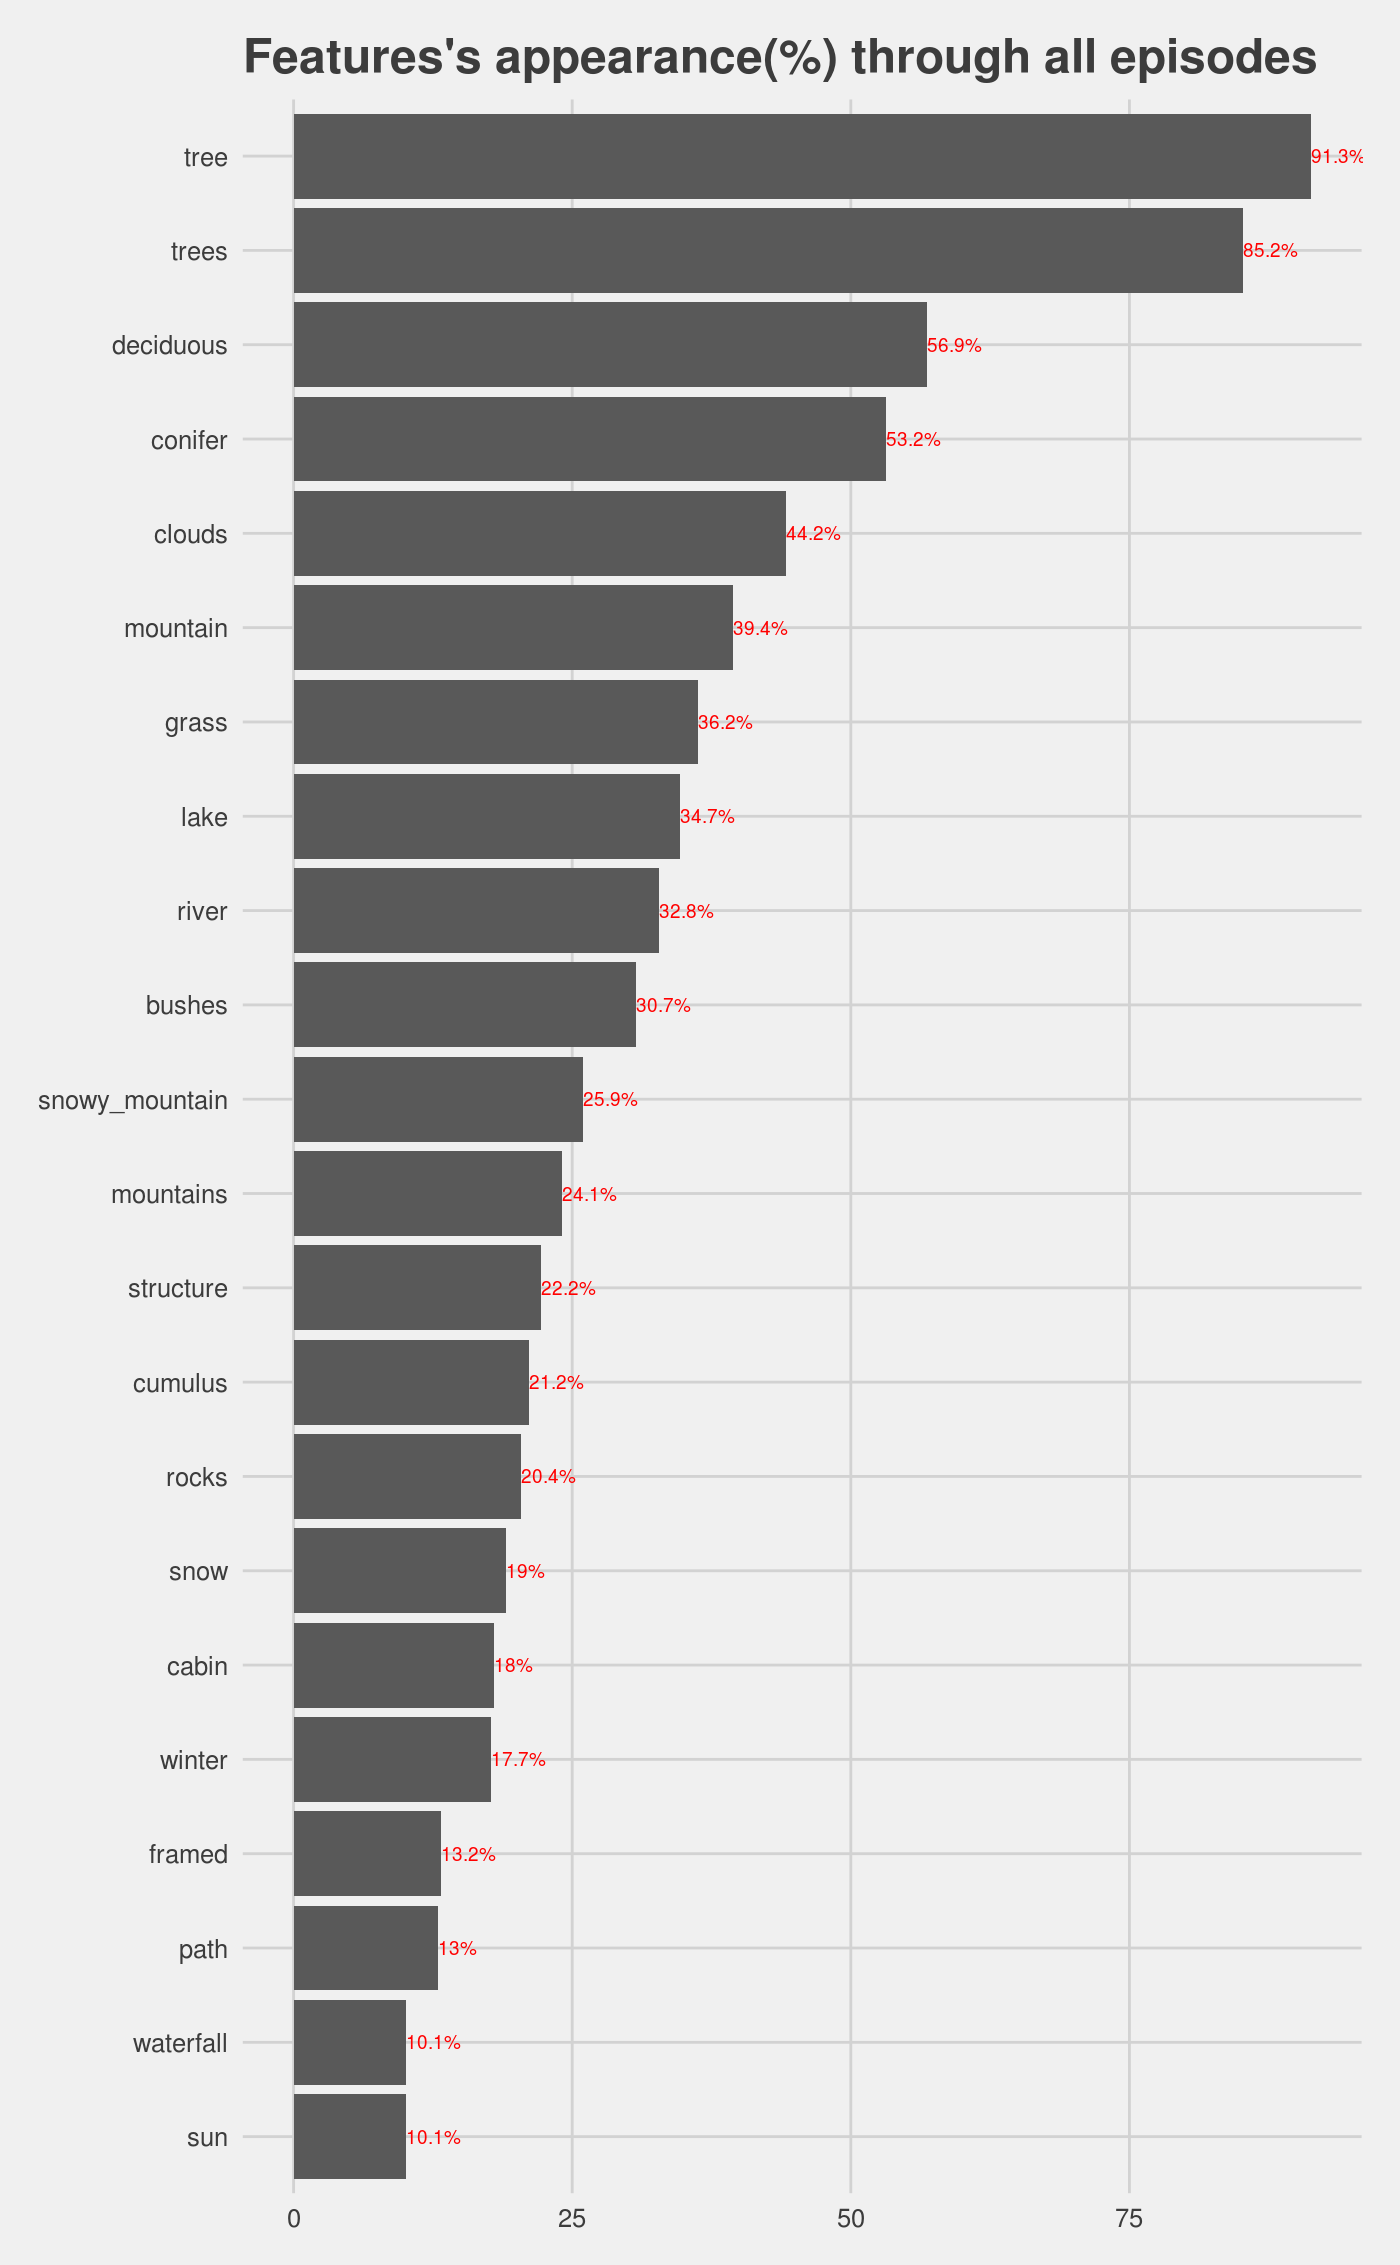 Features's appearance(%) through all episodes
tree 91.3%
trees 85.2%
deciduous 56.9%
conifer 53.2%
clouds 44.2%
mountain 39.4%
grass 36.2%
lake 34.7%
river 32.8%
bushes 30.7%
snowy_mountain 25.9%
mountains 24.1%
structure 22.2%
cumulus 21.2%
rocks 20.4%
snow 19%
cabin 18%
winter 17.7%
framed 13.2%
path 13%
waterfall 10.1%
sun 10.1%
0 25 50 75